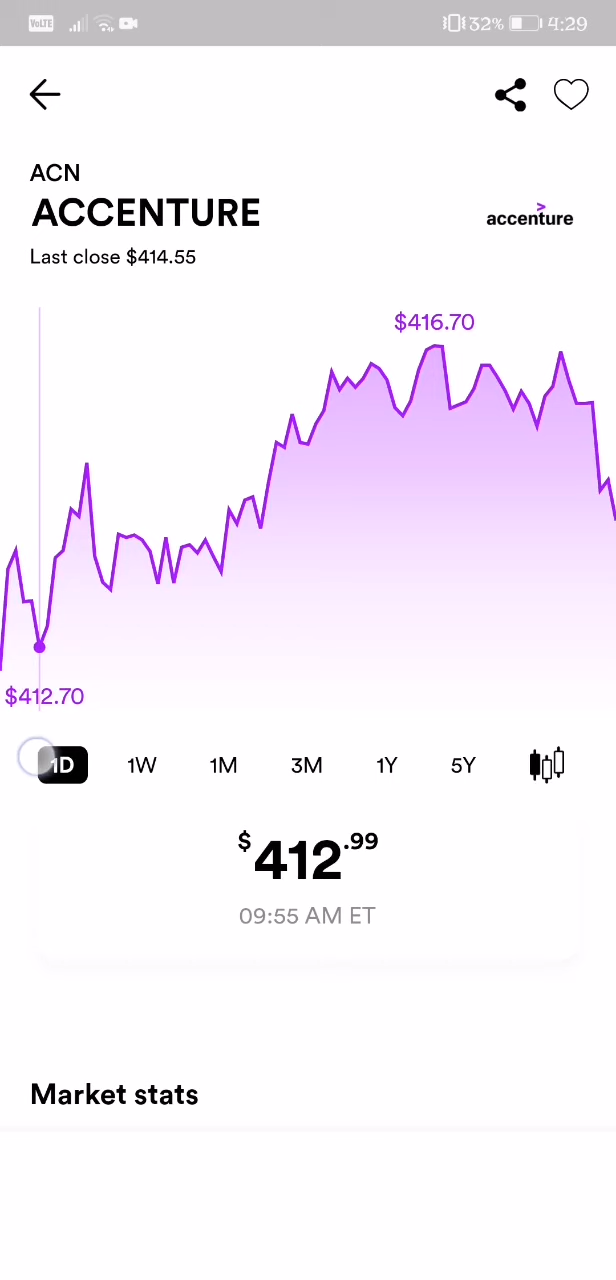 VoLTE 32% 4:29
ACN
ACCENTURE
accenture
Last close $414.55
$416.70
$412.70
1D 1W 1M 3M 1Y 5Y
$412.99
09:55 AM ET
Market stats